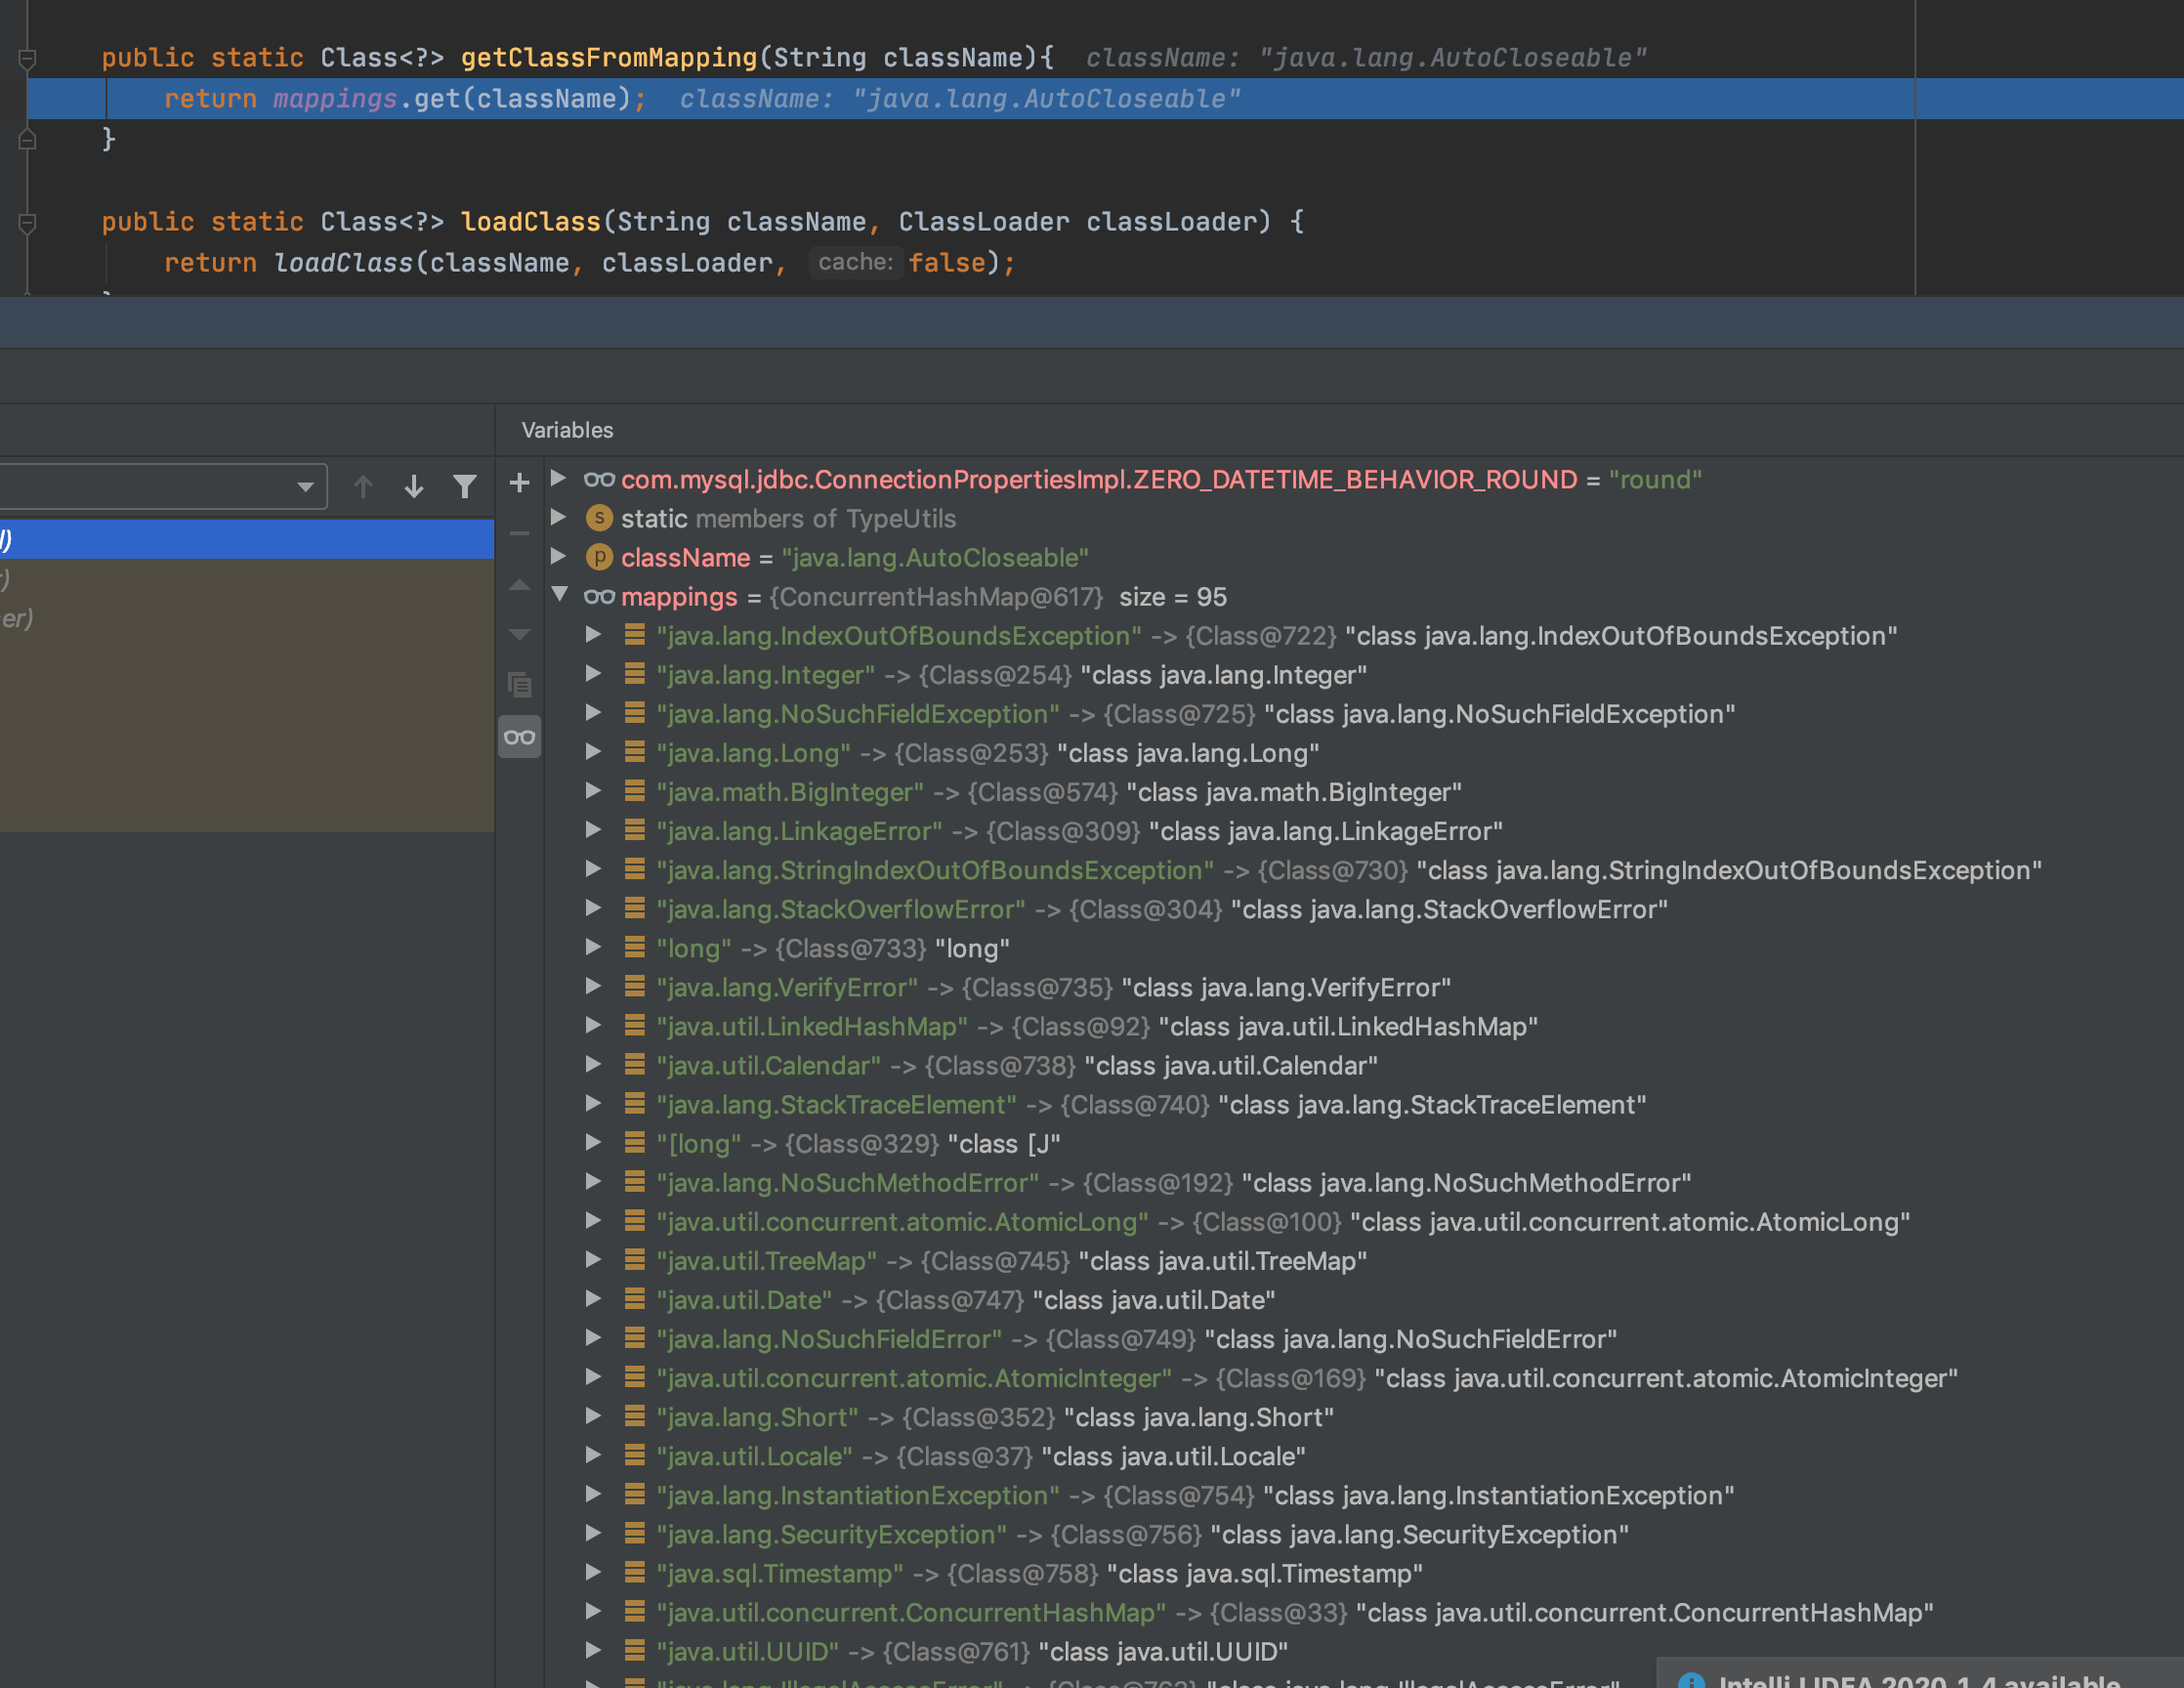 public static Class<?> getClassFromMapping(String className){  className: "java.lang.AutoCloseable"
return mappings.get(className);  className: "java.lang.AutoCloseable"
}
public static Class<?> loadClass(String className, ClassLoader classLoader) {
return loadClass(className, classLoader, cache: false);
Variables
com.mysql.jdbc.ConnectionPropertiesImpl.ZERO_DATETIME_BEHAVIOR_ROUND = "round"
s static members of TypeUtils
p className = "java.lang.AutoCloseable"
er)
mappings = {ConcurrentHashMap@617} size = 95
"java.lang.IndexOutOfBoundsException" -> {Class@722} "class java.lang.IndexOutOfBoundsException"
"java.lang.Integer" -> {Class@254} "class java.lang.Integer"
"java.lang.NoSuchFieldException" -> {Class@725} "class java.lang.NoSuchFieldException"
"java.lang.Long" -> {Class@253} "class java.lang.Long"
"java.math.BigInteger" -> {Class@574} "class java.math.BigInteger"
"java.lang.LinkageError" -> {Class@309} "class java.lang.LinkageError"
"java.lang.StringIndexOutOfBoundsException" -> {Class@730} "class java.lang.StringIndexOutOfBoundsException"
"java.lang.StackOverflowError" -> {Class@304} "class java.lang.StackOverflowError"
"long" -> {Class@733} "long"
"java.lang.VerifyError" -> {Class@735} "class java.lang.VerifyError"
"java.util.LinkedHashMap" -> {Class@92} "class java.util.LinkedHashMap"
"java.util.Calendar" -> {Class@738} "class java.util.Calendar"
"java.lang.StackTraceElement" -> {Class@740} "class java.lang.StackTraceElement"
"[long" -> {Class@329} "class [J"
"java.lang.NoSuchMethodError" -> {Class@192} "class java.lang.NoSuchMethodError"
"java.util.concurrent.atomic.AtomicLong" -> {Class@100} "class java.util.concurrent.atomic.AtomicLong"
"java.util.TreeMap" -> {Class@745} "class java.util.TreeMap"
"java.util.Date" -> {Class@747} "class java.util.Date"
"java.lang.NoSuchFieldError" -> {Class@749} "class java.lang.NoSuchFieldError"
"java.util.concurrent.atomic.AtomicInteger" -> {Class@169} "class java.util.concurrent.atomic.AtomicInteger"
"java.lang.Short" -> {Class@352} "class java.lang.Short"
"java.util.Locale" -> {Class@37} "class java.util.Locale"
"java.lang.InstantiationException" -> {Class@754} "class java.lang.InstantiationException"
"java.lang.SecurityException" -> {Class@756} "class java.lang.SecurityException"
"java.sql.Timestamp" -> {Class@758} "class java.sql.Timestamp"
"java.util.concurrent.ConcurrentHashMap" -> {Class@33} "class java.util.concurrent.ConcurrentHashMap"
"java.util.UUID" -> {Class@761} "class java.util.UUID"
"java.lang.IllegalAccessError" -> {Class@763} "class java.lang.IllegalAccessError"
IntelliJ IDEA 2020.1.4 available